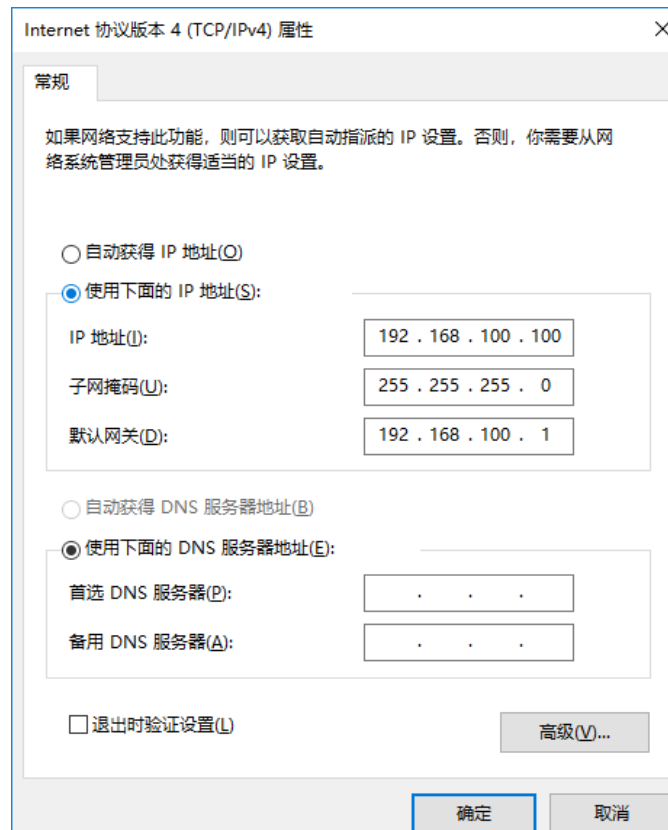 Internet 协议版本 4 (TCP/IPv4) 属性
常规
如果网络支持此功能，则可以获取自动指派的 IP 设置。否则，你需要从网
络系统管理员处获得适当的 IP 设置。
自动获得 IP 地址(O)
使用下面的 IP 地址(S):
IP 地址(I):
192 . 168 . 100 . 100
子网掩码(U):
255 . 255 . 255 . 0
默认网关(D):
192 . 168 . 100 . 1
自动获得 DNS 服务器地址(B)
使用下面的 DNS 服务器地址(E):
首选 DNS 服务器(P):
. . .
备用 DNS 服务器(A):
. . .
退出时验证设置(L)
高级(V)...
确定
取消